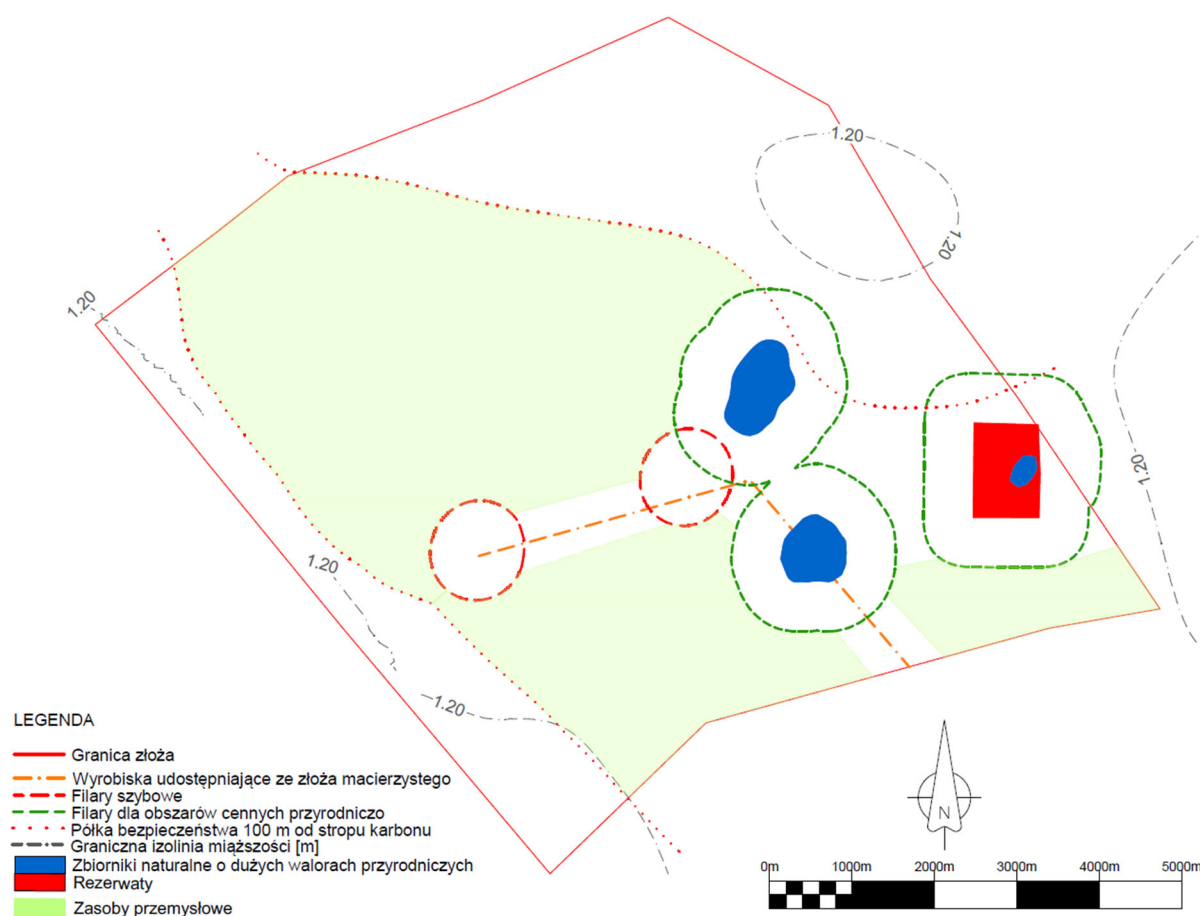 1.20
1.20
1.20
1.20
1.20
1.20
LEGENDA
Granica złoża
Wyrobiska udostępniające ze złoża macierzystego
Filary szybowe
Filary dla obszarów cennych przyrodniczo
Półka bezpieczeństwa 100 m od stropu karbonu
Graniczna izolinia miąższości [m]
Zbiorniki naturalne o dużych walorach przyrodniczych
Rezerwaty
Zasoby przemysłowe
N
0m 1000m 2000m 3000m 4000m 5000m